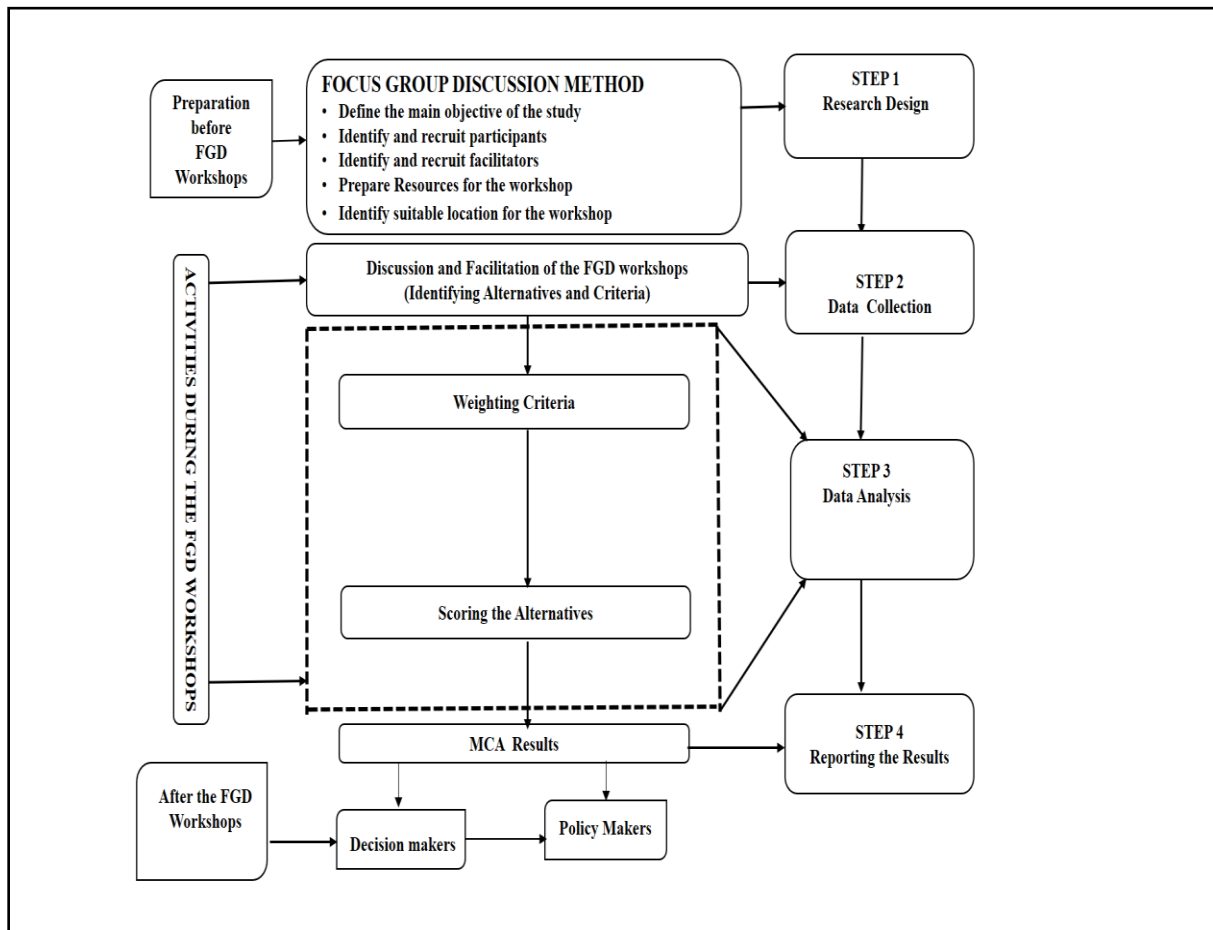 Preparation
before
FGD
Workshops
FOCUS GROUP DISCUSSION METHOD
• Define the main objective of the study
• Identify and recruit participants
• Identify and recruit facilitators
• Prepare Resources for the workshop
• Identify suitable location for the workshop
STEP 1
Research Design
ACTIVITIES DURING THE FGD WORKSHOPS
Discussion and Facilitation of the FGD workshops
(Identifying Alternatives and Criteria)
STEP 2
Data Collection
Weighting Criteria
STEP 3
Data Analysis
Scoring the Alternatives
MCA Results
STEP 4
Reporting the Results
After the FGD
Workshops
Decision makers
Policy Makers